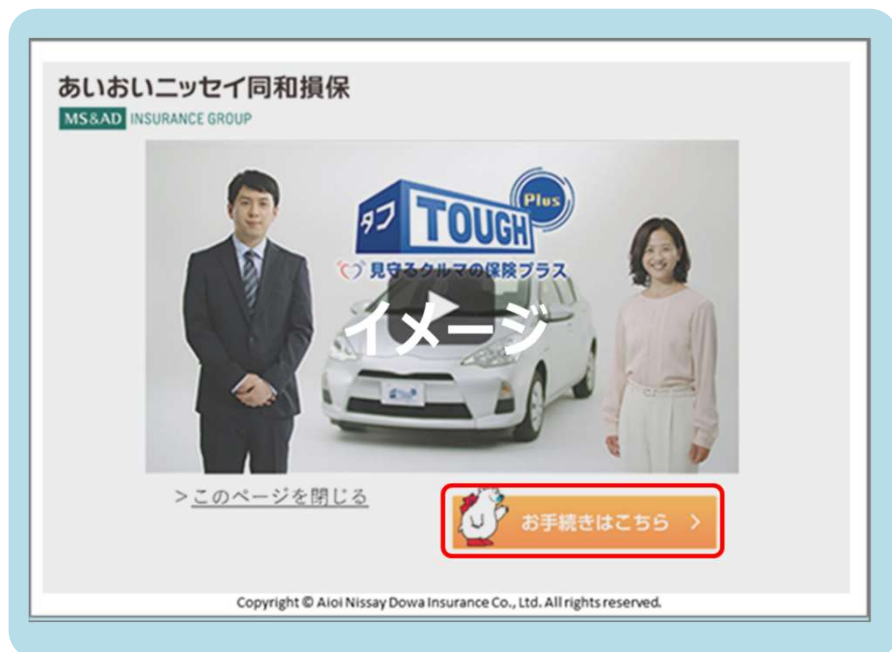 あいおいニッセイ同和損保
MS&AD INSURANCE GROUP
タフ TOUGH Plus
見守るクルマの保険プラス
イメージ
>このページを閉じる
お手続きはこちら >
Copyright © Aioi Nissay Dowa Insurance Co., Ltd. All rights reserved.